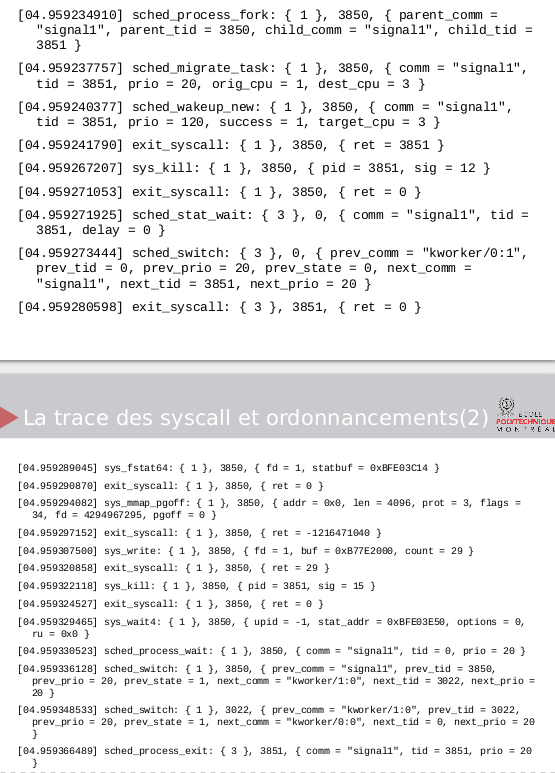 [04.959234910] sched_process_fork: { 1 }, 3850, { parent_comm =
"signal1", parent_tid = 3850, child_comm = "signal1", child_tid =
3851 }
[04.959237757] sched_migrate_task: { 1 }, 3850, { comm = "signal1",
tid = 3851, prio = 20, orig_cpu = 1, dest_cpu = 3 }
[04.959240377] sched_wakeup_new: { 1 }, 3850, { comm = "signal1",
tid = 3851, prio = 120, success = 1, target_cpu = 3 }
[04.959241790] exit_syscall: { 1 }, 3850, { ret = 3851 }
[04.959267207] sys_kill: { 1 }, 3850, { pid = 3851, sig = 12 }
[04.959271053] exit_syscall: { 1 }, 3850, { ret = 0 }
[04.959271925] sched_stat_wait: { 3 }, 0, { comm = "signal1", tid =
3851, delay = 0 }
[04.959273444] sched_switch: { 3 }, 0, { prev_comm = "kworker/0:1",
prev_tid = 0, prev_prio = 20, prev_state = 0, next_comm =
"signal1", next_tid = 3851, next_prio = 20 }
[04.959280598] exit_syscall: { 3 }, 3851, { ret = 0 }
La trace des syscall et ordonnancements(2)
ÉCOLE
POLYTECHNIQUE
MONTRÉAL
[04.959289045] sys_fstat64: { 1 }, 3850, { fd = 1, statbuf = 0xBFE03C14 }
[04.959290870] exit_syscall: { 1 }, 3850, { ret = 0 }
[04.959294082] sys_mmap_pgoff: { 1 }, 3850, { addr = 0x0, len = 4096, prot = 3, flags =
34, fd = 4294967295, pgoff = 0 }
[04.959297152] exit_syscall: { 1 }, 3850, { ret = -1216471040 }
[04.959307500] sys_write: { 1 }, 3850, { fd = 1, buf = 0xB77E2000, count = 29 }
[04.959320858] exit_syscall: { 1 }, 3850, { ret = 29 }
[04.959322118] sys_kill: { 1 }, 3850, { pid = 3851, sig = 15 }
[04.959324527] exit_syscall: { 1 }, 3850, { ret = 0 }
[04.959329465] sys_wait4: { 1 }, 3850, { upid = -1, stat_addr = 0xBFE03E50, options = 0,
ru = 0x0 }
[04.959330523] sched_process_wait: { 1 }, 3850, { comm = "signal1", tid = 0, prio = 20 }
[04.959336128] sched_switch: { 1 }, 3850, { prev_comm = "signal1", prev_tid = 3850,
prev_prio = 20, prev_state = 1, next_comm = "kworker/1:0", next_tid = 3022, next_prio =
20 }
[04.959348533] sched_switch: { 1 }, 3022, { prev_comm = "kworker/1:0", prev_tid = 3022,
prev_prio = 20, prev_state = 1, next_comm = "kworker/0:0", next_tid = 0, next_prio = 20
}
[04.959366489] sched_process_exit: { 3 }, 3851, { comm = "signal1", tid = 3851, prio = 20
}